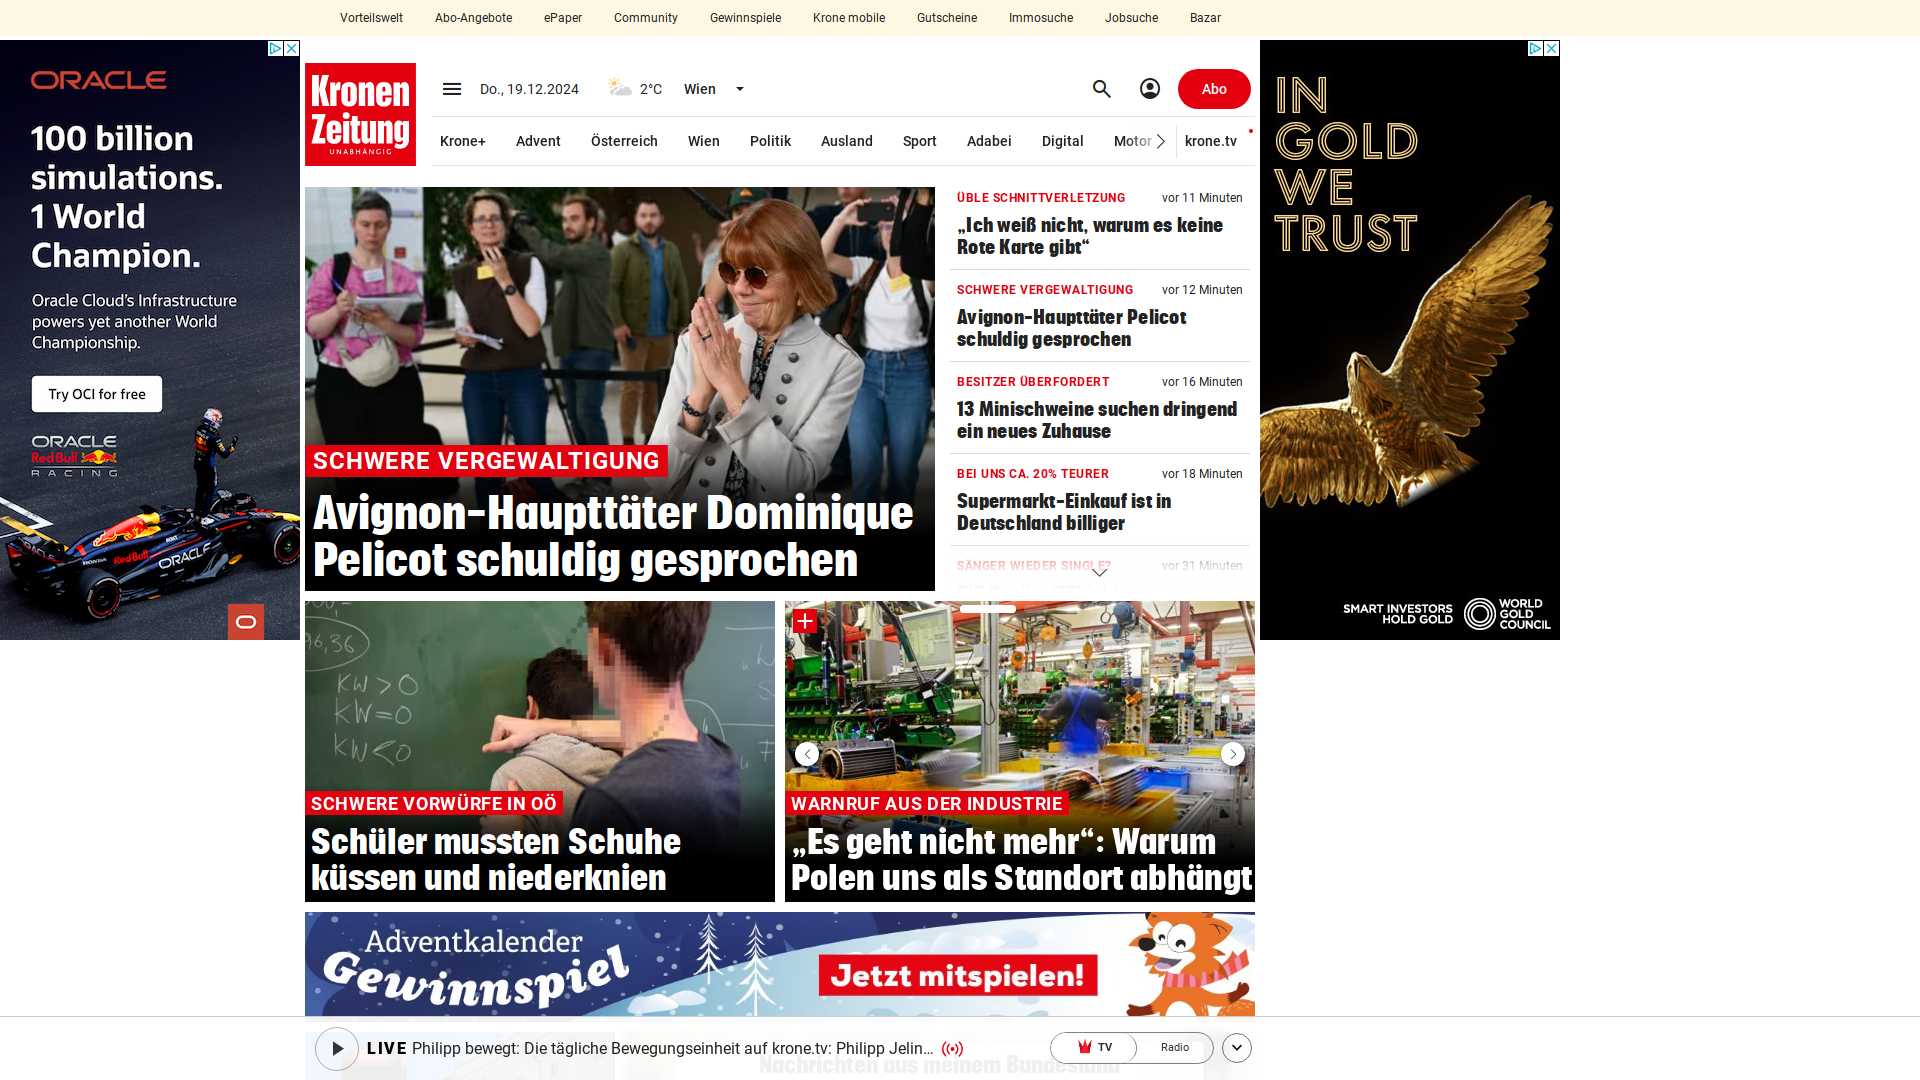 Vorteilswelt
Abo-Angebote
ePaper
Community
Gewinnspiele
Krone mobile
Gutscheine
Immosuche
Jobsuche
Bazar
ORACLE
100 billion
simulations.
1 World
Champion.
Oracle Cloud's Infrastructure
powers yet another World
Championship.
Try OCI for free
ORACLE
Red Bull
RACING
Kronen
Zeitung
UNABHÄNGIG
Do., 19.12.2024
2°C
Wien
Abo
Krone+
Advent
Österreich
Wien
Politik
Ausland
Sport
Adabei
Digital
Motor
krone.tv
SCHWERE VERGEWALTIGUNG
Avignon-Haupttäter Dominique
Pelicot schuldig gesprochen
ÜBLE SCHNITTVERLETZUNG
vor 11 Minuten
„Ich weiß nicht, warum es keine
Rote Karte gibt“
SCHWERE VERGEWALTIGUNG
vor 12 Minuten
Avignon-Haupttäter Pelicot
schuldig gesprochen
BESITZER ÜBERFORDERT
vor 16 Minuten
13 Minischweine suchen dringend
ein neues Zuhause
BEI UNS CA. 20% TEURER
vor 18 Minuten
Supermarkt-Einkauf ist in
Deutschland billiger
SÄNGER WIEDER SINGLE?
vor 31 Minuten
IN
GOLD
WE
TRUST
SMART INVESTORS
HOLD GOLD
WORLD
GOLD
COUNCIL
96,36
KW > 0
KW = 0
KW < 0
SCHWERE VORWÜRFE IN OÖ
Schüler mussten Schuhe
küssen und niederknien
WARNRUF AUS DER INDUSTRIE
„Es geht nicht mehr“: Warum
Polen uns als Standort abhängt
Adventkalender
Gewinnspiel
Jetzt mitspielen!
LIVE Philipp bewegt: Die tägliche Bewegungseinheit auf krone.tv: Philipp Jelin...
TV
Radio
Nachrichten aus meinem Bundesland